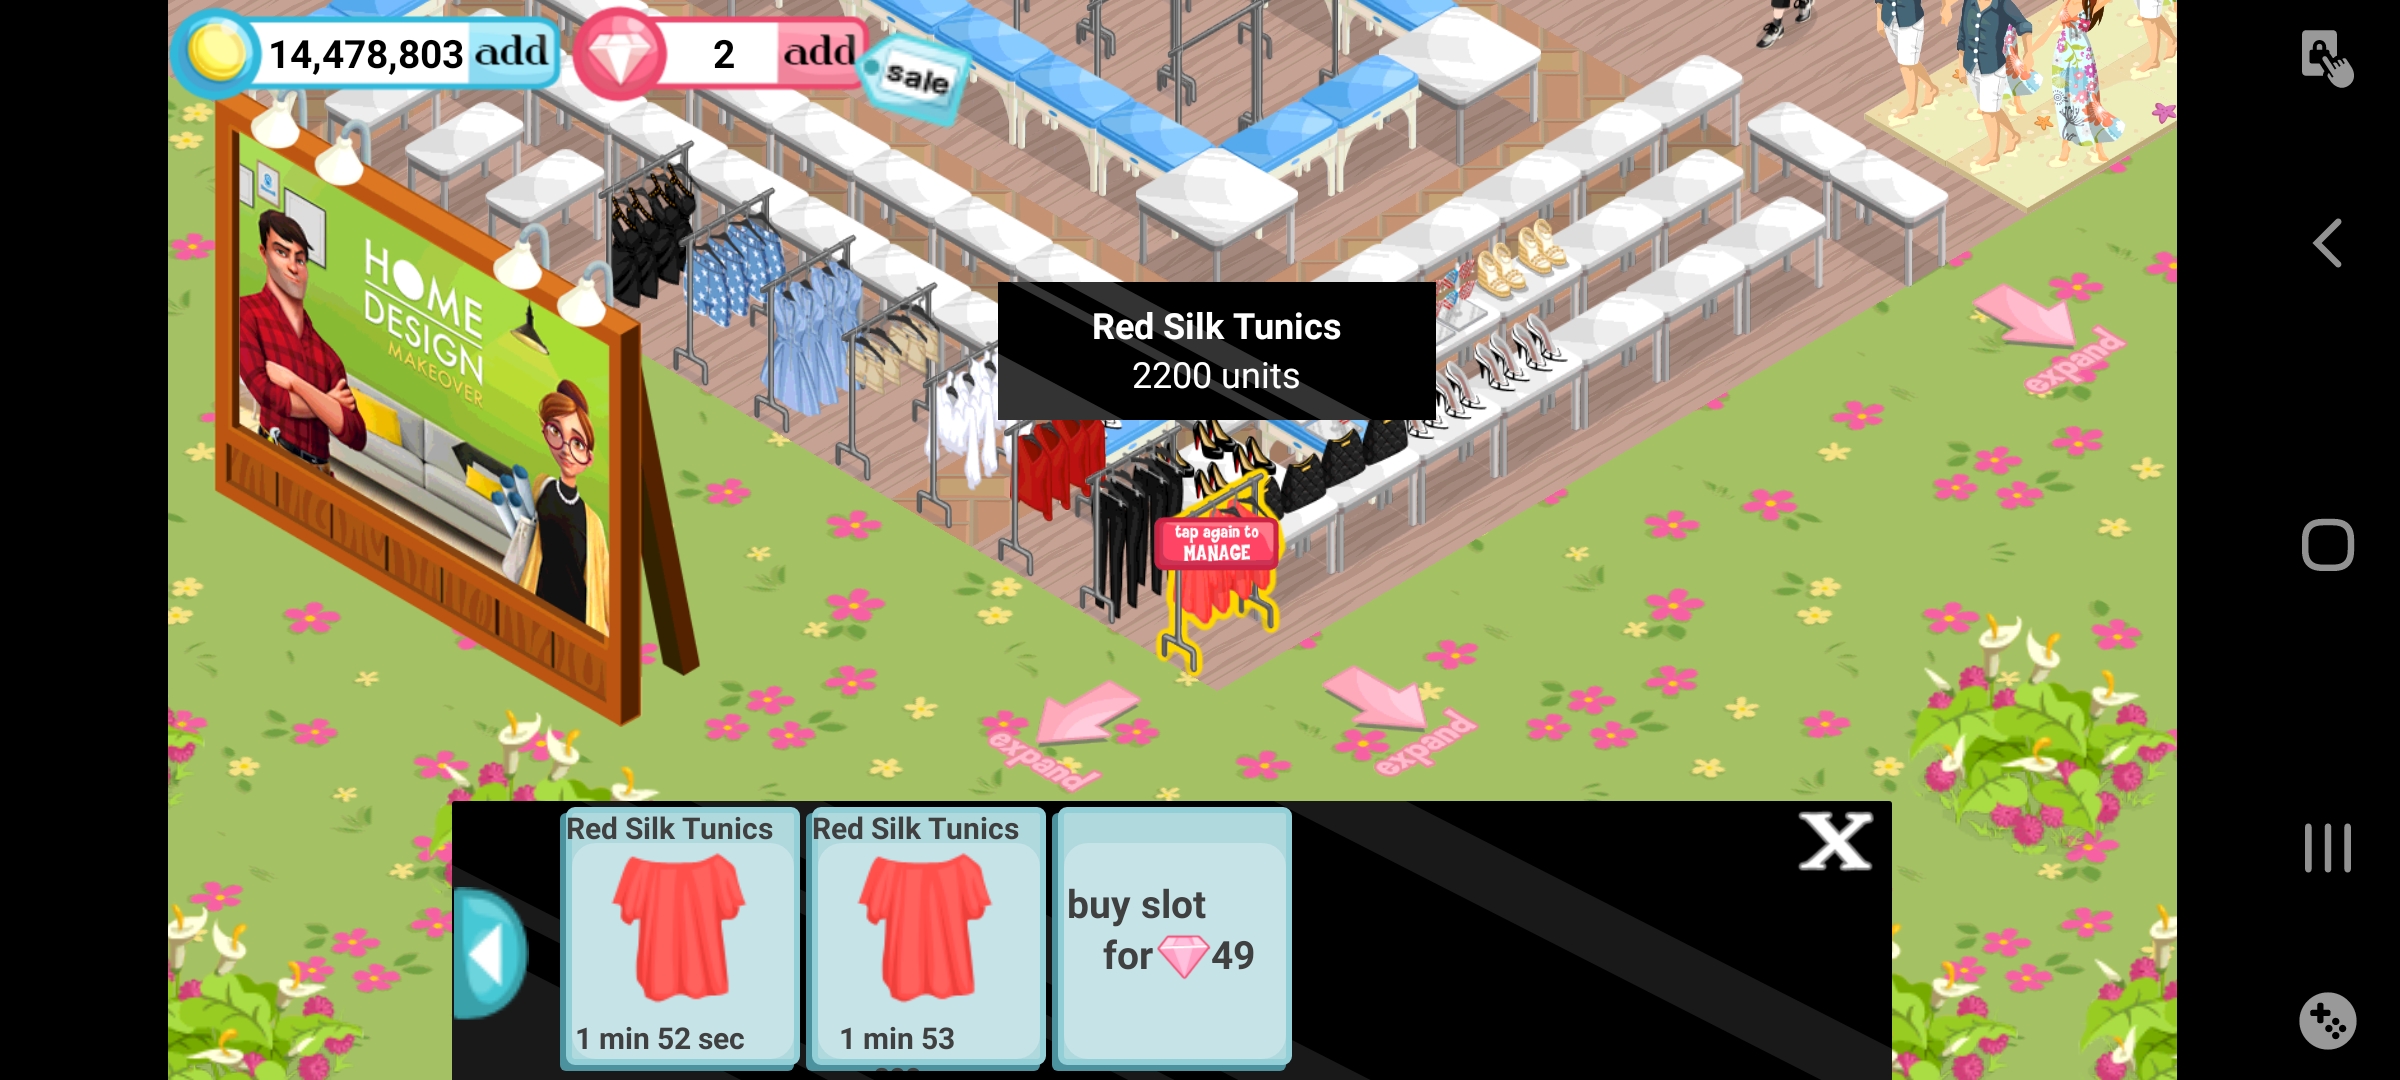 14,478,803 add
2 add
sale
HOME
DESIGN
MAKEOVER
Red Silk Tunics
2200 units
tap again to
MANAGE
expand
expand
expand
Red Silk Tunics
1 min 52 sec
Red Silk Tunics
1 min 53
buy slot
for 49
X